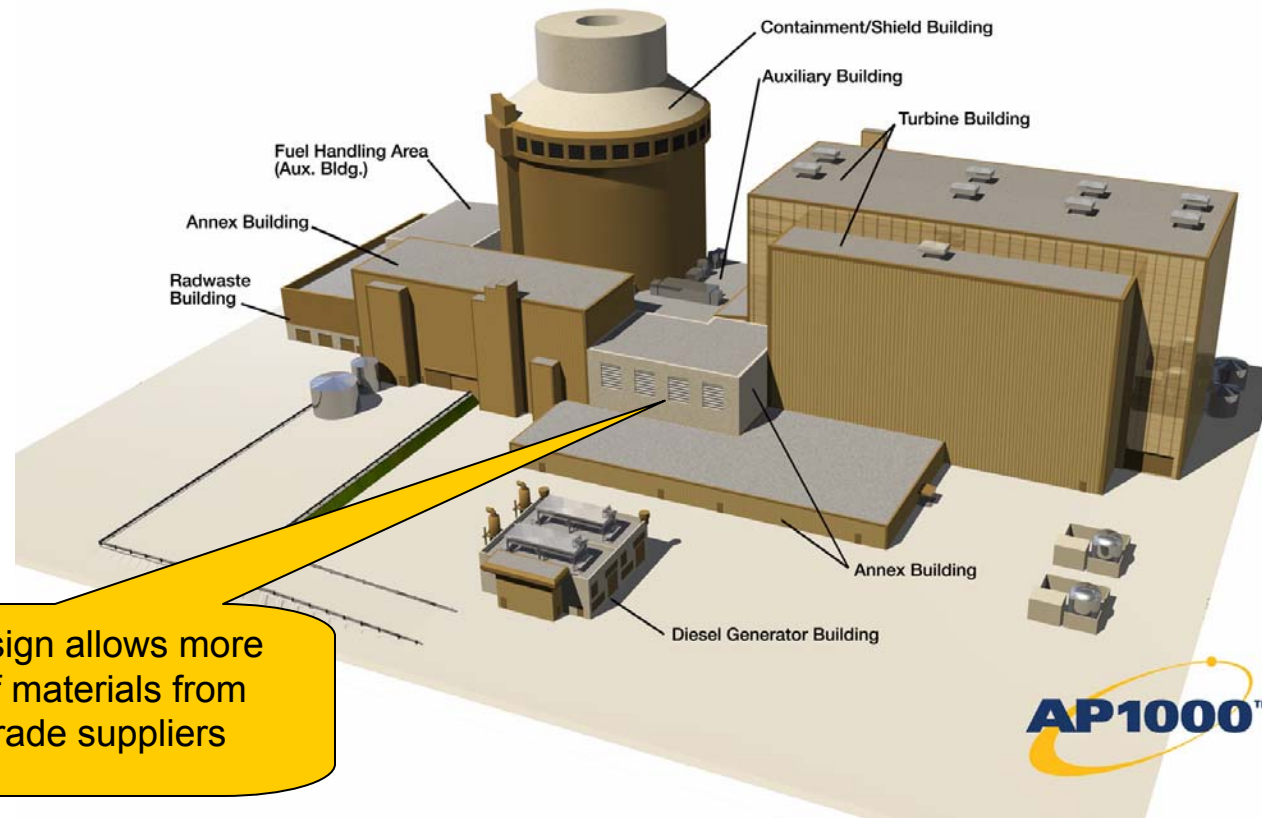 Containment/Shield Building
Auxiliary Building
Turbine Building
Fuel Handling Area
(Aux. Bldg.)
Annex Building
Radwaste
Building
Annex Building
Diesel Generator Building
sign allows more
f materials from
rade suppliers
AP1000™